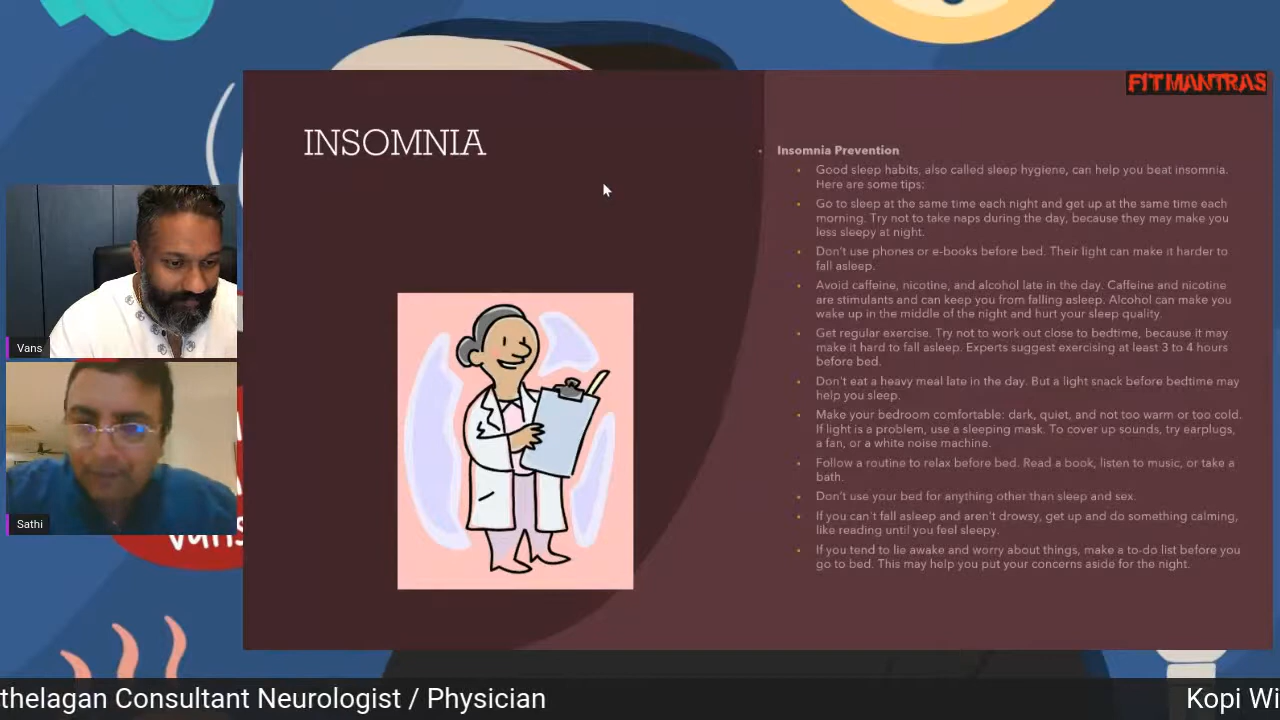 FITMANTRAS
INSOMNIA
Insomnia Prevention
Good sleep habits, also called sleep hygiene, can help you beat insomnia.
Here are some tips:
Go to sleep at the same time each night and get up at the same time each
morning. Try not to take naps during the day, because they may make you
less sleepy at night.
Don't use phones or e-books before bed. Their light can make it harder to
fall asleep.
Avoid caffeine, nicotine, and alcohol late in the day. Caffeine and nicotine
are stimulants and can keep you from falling asleep. Alcohol can make you
wake up in the middle of the night and hurt your sleep quality.
Get regular exercise. Try not to work out close to bedtime, because it may
make it hard to fall asleep. Experts suggest exercising at least 3 to 4 hours
before bed.
Don't eat a heavy meal late in the day. But a light snack before bedtime may
help you sleep.
Make your bedroom comfortable: dark, quiet, and not too warm or too cold.
If light is a problem, use a sleeping mask. To cover up sounds, try earplugs,
a fan, or a white noise machine.
Follow a routine to relax before bed. Read a book, listen to music, or take a
bath.
Don't use your bed for anything other than sleep and sex.
If you can't fall asleep and aren't drowsy, get up and do something calming,
like reading until you feel sleepy.
If you tend to lie awake and worry about things, make a to-do list before you
go to bed. This may help you put your concerns aside for the night.
Vans
Sathi
vans
thelagan Consultant Neurologist / Physician
Kopi Wi